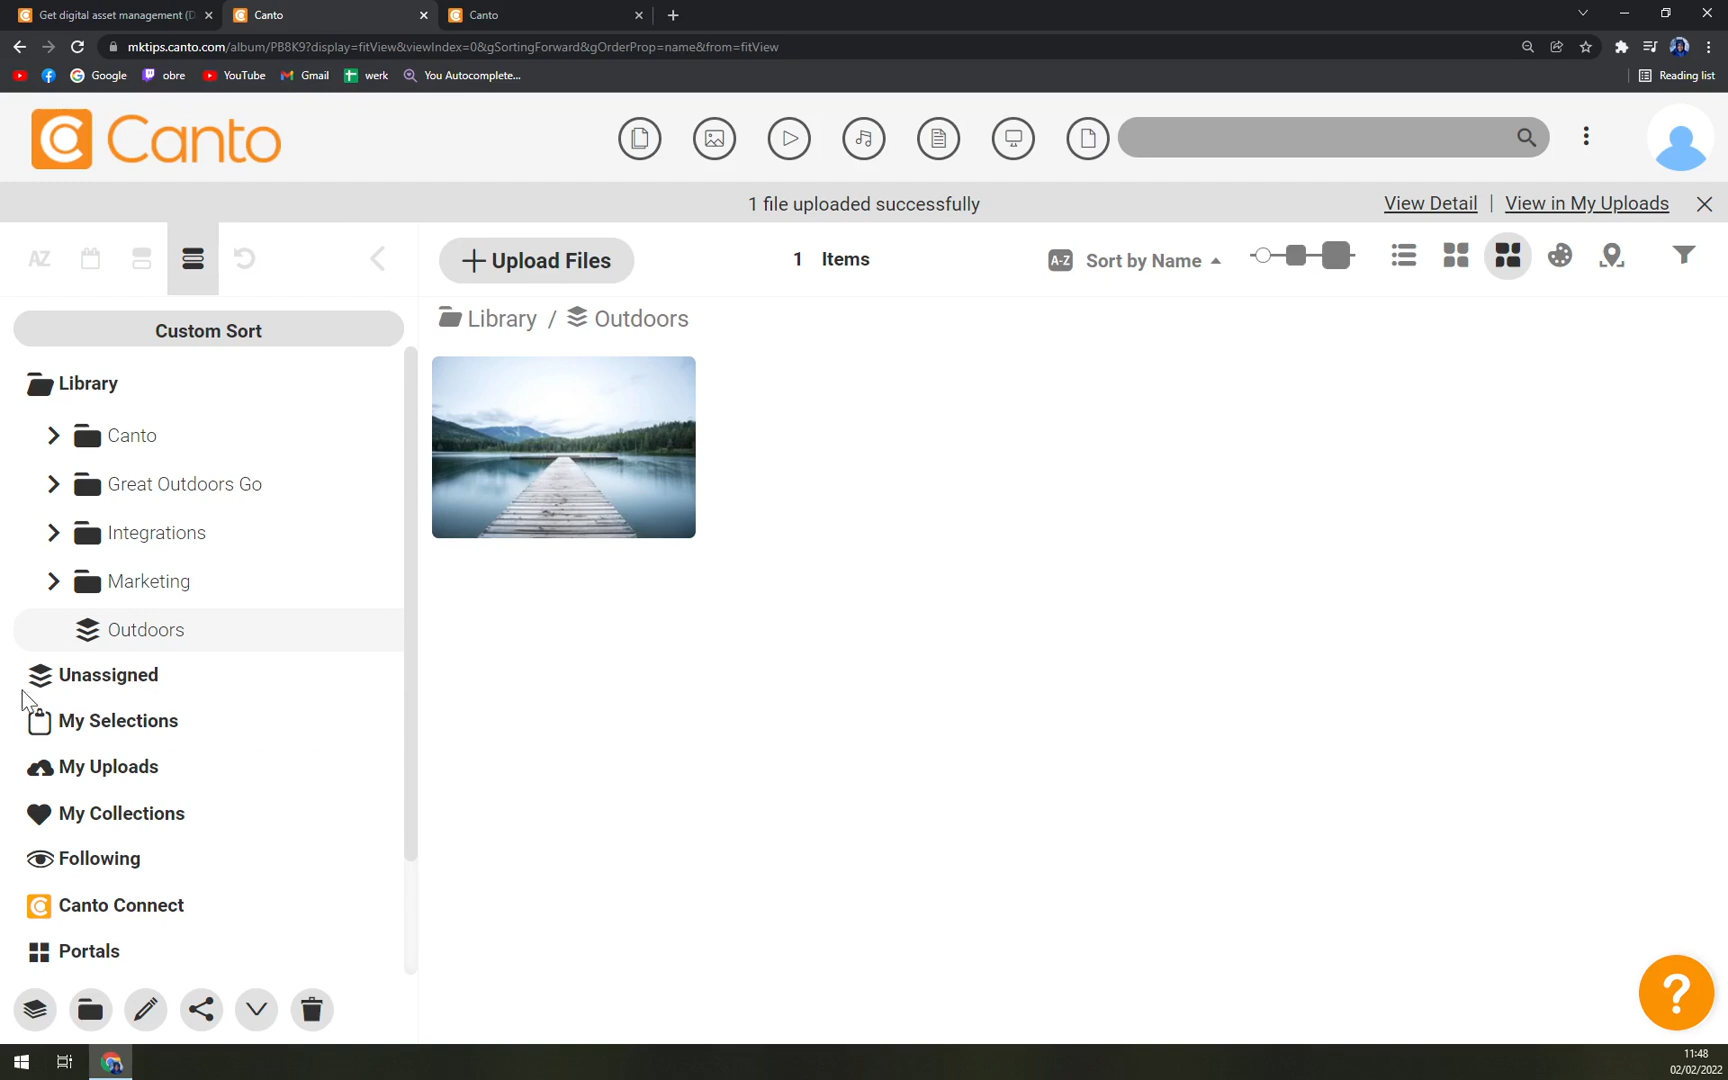 Get digital asset management (D
Canto
Canto
mktips.canto.com/album/PB8K9?display=fitView&viewIndex=0&gSortingForward&gOrderProp=name&from=fitView
Google
obre
YouTube
Gmail
werk
You Autocomplete...
Reading list
Canto
1 file uploaded successfully
View Detail
View in My Uploads
AZ
+ Upload Files
1 Items
A-Z Sort by Name
Custom Sort
Library / Outdoors
Library
Canto
Great Outdoors Go
Integrations
Marketing
Outdoors
Unassigned
My Selections
My Uploads
My Collections
Following
Canto Connect
Portals
?
11:48
02/02/2022